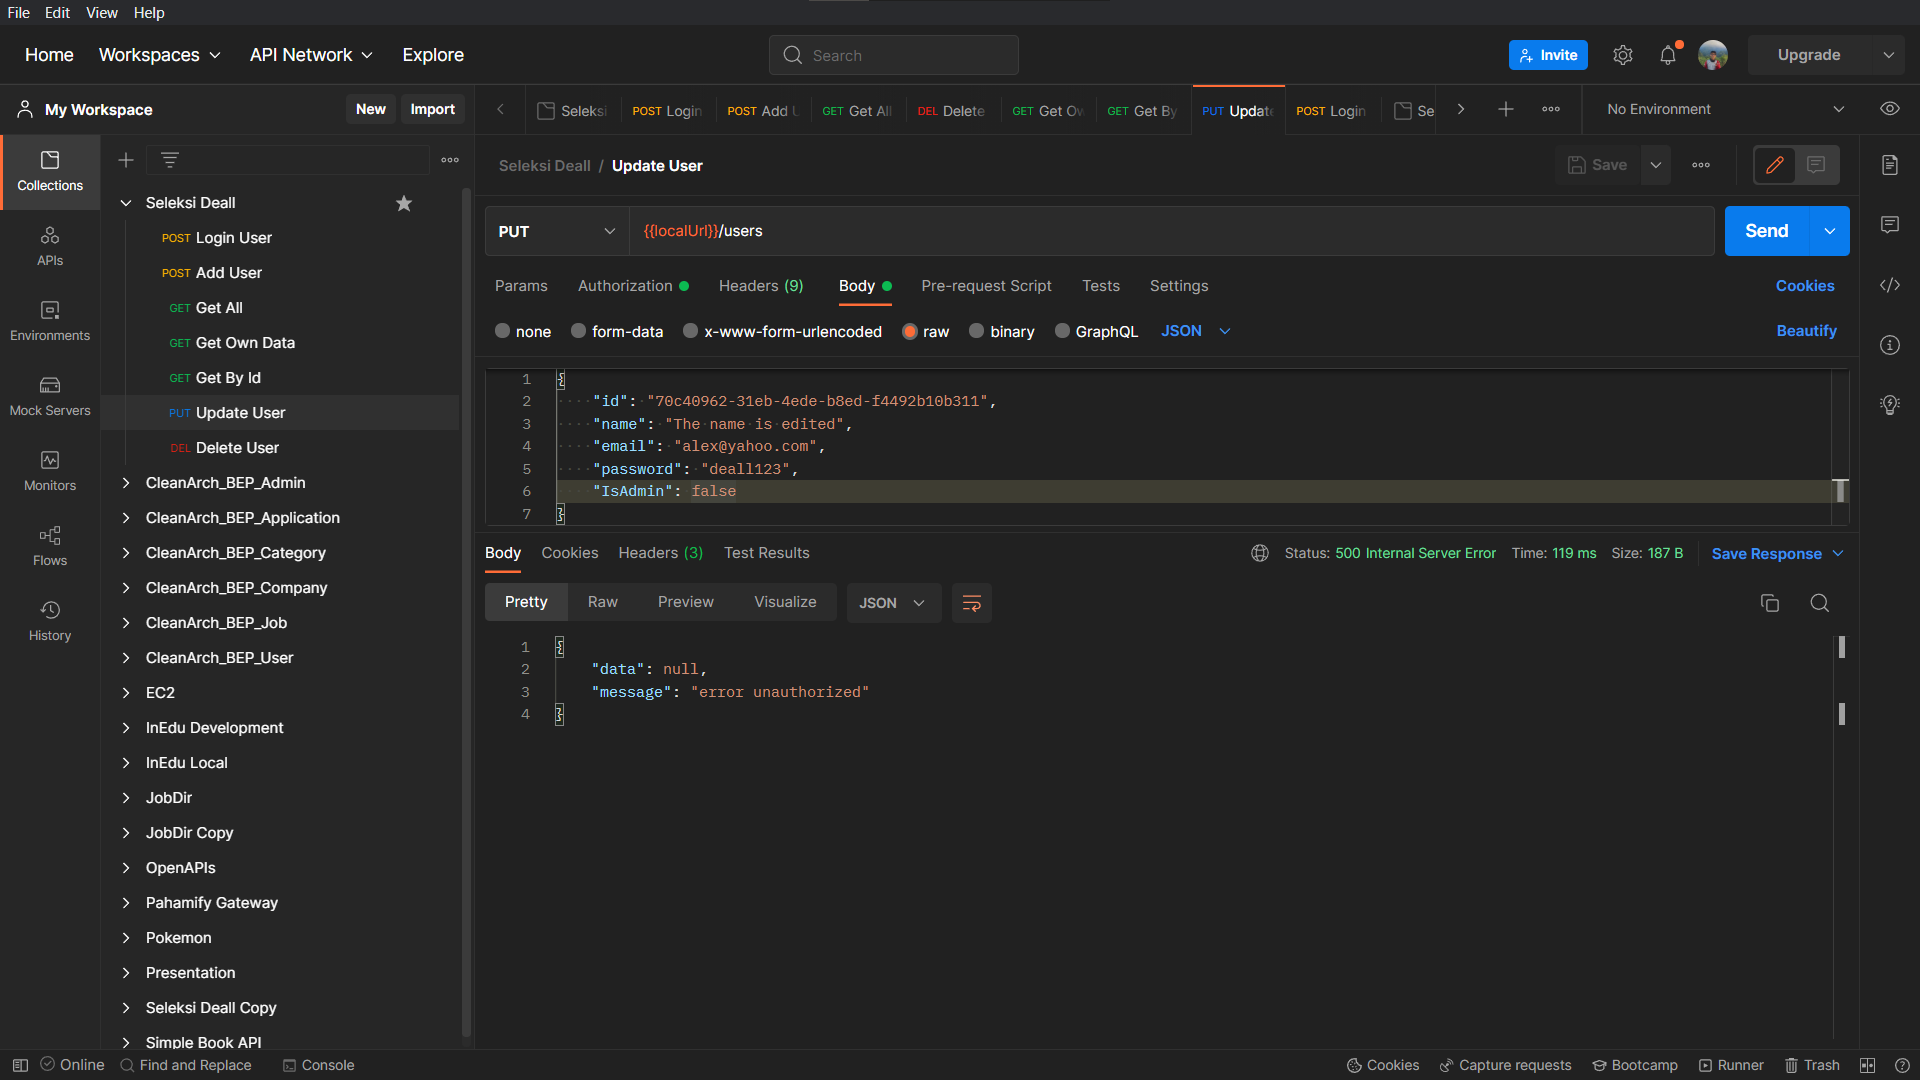 File Edit View Help
Home Workspaces API Network Explore Search Invite Upgrade
My Workspace New Import Seleksi POST Login POST Add GET Get All DEL Delete GET Get GET Get By PUT Update POST Login Se No Environment
Seleksi Deall / Update User Save
Collections
APIs
Environments
Mock Servers
Monitors
Flows
History
Seleksi Deall
POST Login User
POST Add User
GET Get All
GET Get Own Data
GET Get By Id
PUT Update User
DEL Delete User
CleanArch_BEP_Admin
CleanArch_BEP_Application
CleanArch_BEP_Category
CleanArch_BEP_Company
CleanArch_BEP_Job
CleanArch_BEP_User
EC2
InEdu Development
InEdu Local
JobDir
JobDir Copy
OpenAPIs
Pahamify Gateway
Pokemon
Presentation
Seleksi Deall Copy
Simple Book API
PUT {{localUrl}}/users Send
Params Authorization Headers (9) Body Pre-request Script Tests Settings Cookies
none form-data x-www-form-urlencoded raw binary GraphQL JSON Beautify
1 {
2 "id": "70c40962-31eb-4ede-b8ed-f4492b10b311",
3 "name": "The name is edited",
4 "email": "alex@yahoo.com",
5 "password": "deall123",
6 "IsAdmin": false
7 }
Body Cookies Headers (3) Test Results Status: 500 Internal Server Error Time: 119 ms Size: 187 B Save Response
Pretty Raw Preview Visualize JSON
1 {
2 "data": null,
3 "message": "error unauthorized"
4 }
Online Find and Replace Console Cookies Capture requests Bootcamp Runner Trash